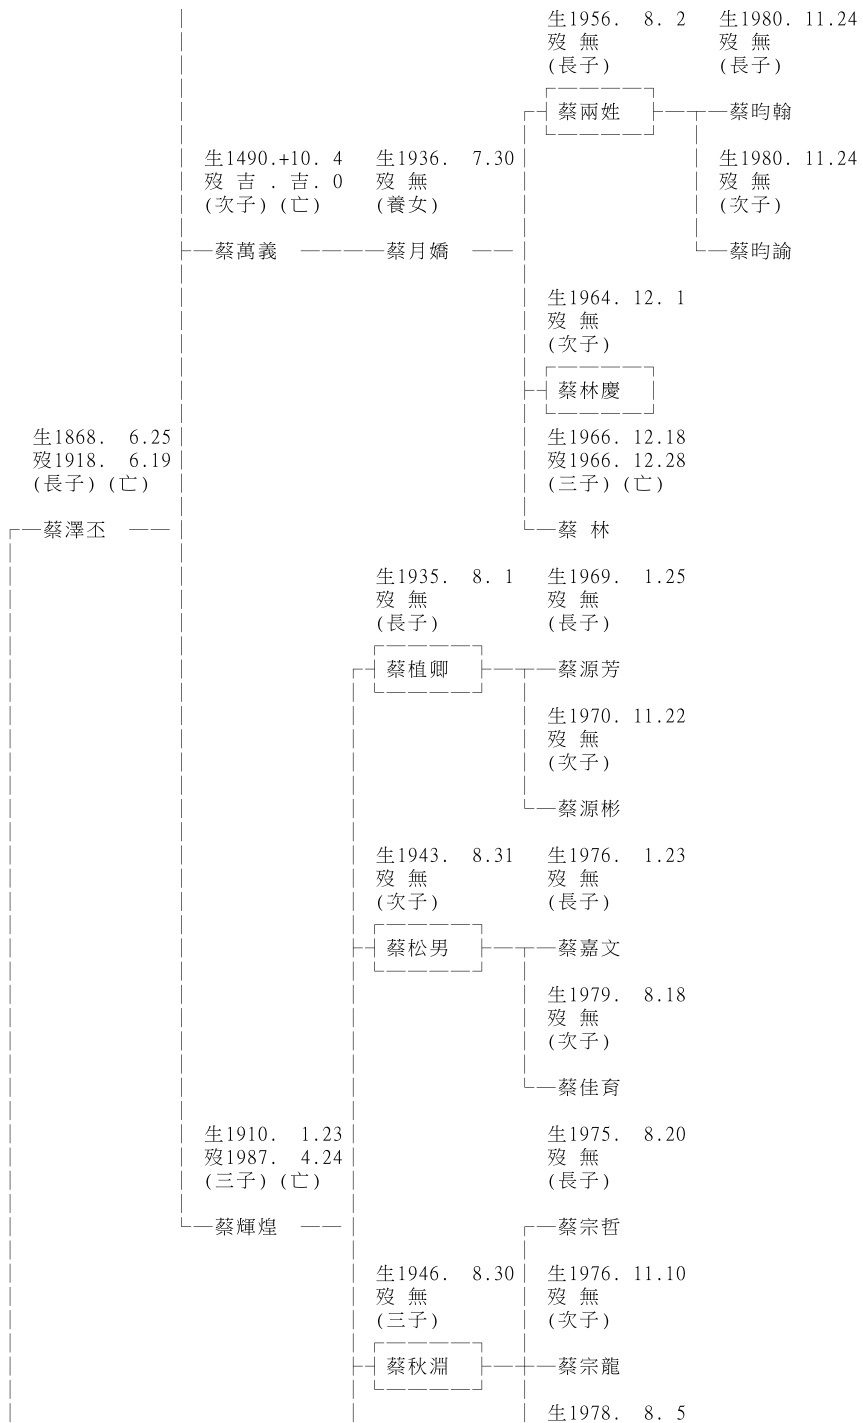 生1956. 8. 2 生1980. 11.24
歿 無 歿 無
(長子) (長子)
蔡兩姓 蔡昀翰
生1490.+10. 4 生1936. 7.30 生1980. 11.24
歿 吉 . 吉. 0 歿 無 歿 無
(次子) (亡) (養女) (次子)
蔡萬義 蔡月嬌 蔡昀諭
生1964. 12. 1
歿 無
(次子)
蔡林慶
生1868. 6.25 生1966. 12.18
歿1918. 6.19 歿1966. 12.28
(長子) (亡) (三子) (亡)
蔡澤丕 蔡 林
生1935. 8. 1 生1969. 1.25
歿 無 歿 無
(長子) (長子)
蔡植卿 蔡源芳
生1970. 11.22
歿 無
(次子)
蔡源彬
生1943. 8.31 生1976. 1.23
歿 無 歿 無
(次子) (長子)
蔡松男 蔡嘉文
生1979. 8.18
歿 無
(次子)
蔡佳育
生1910. 1.23 生1975. 8.20
歿1987. 4.24 歿 無
(三子) (亡) (長子)
蔡輝煌 蔡宗哲
生1946. 8.30 生1976. 11.10
歿 無 歿 無
(三子) (次子)
蔡秋淵 蔡宗龍
生1978. 8. 5